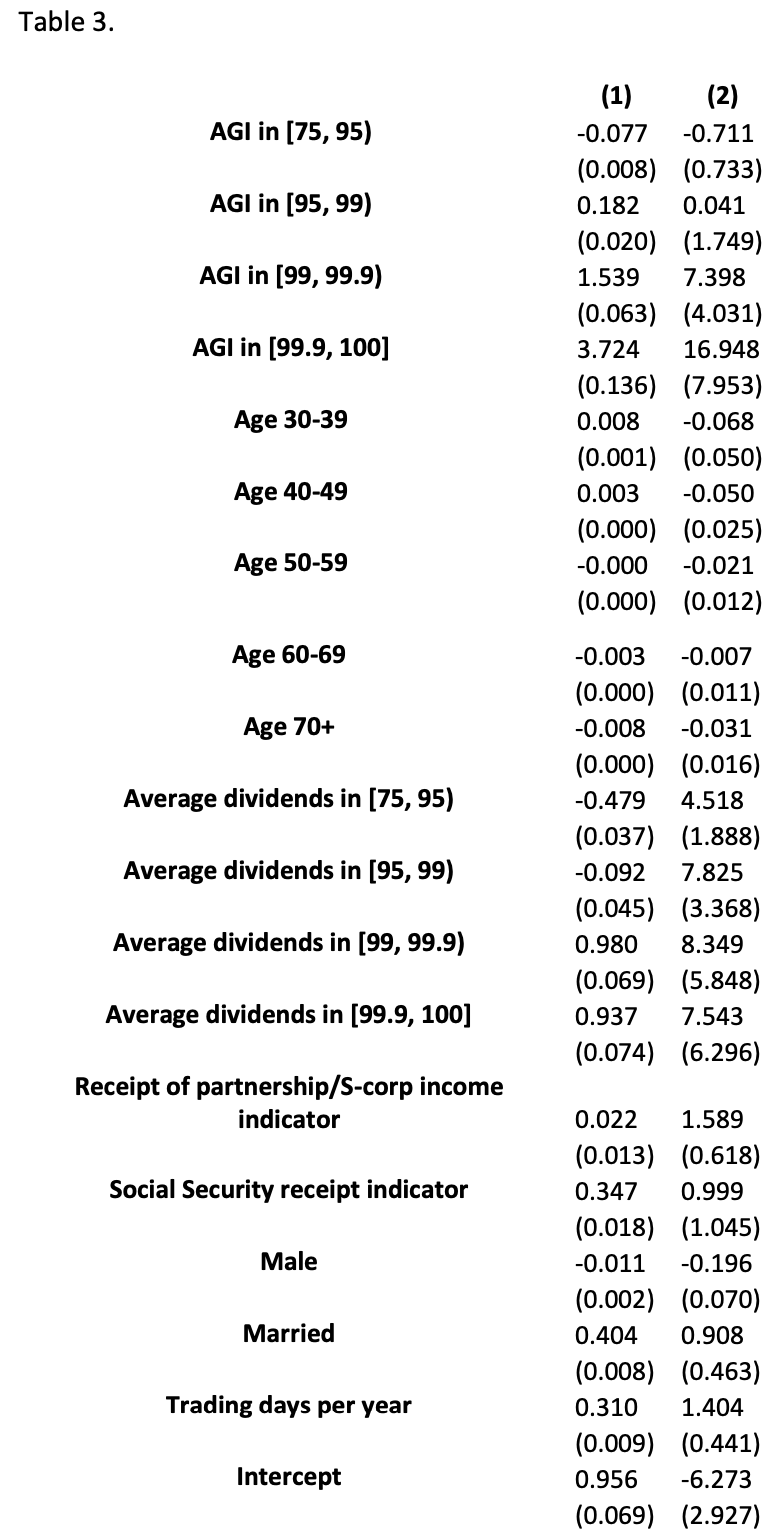 Table 3.
(1) (2)
AGI in [75, 95) -0.077 -0.711
(0.008) (0.733)
AGI in [95, 99) 0.182 0.041
(0.020) (1.749)
AGI in [99, 99.9) 1.539 7.398
(0.063) (4.031)
AGI in [99.9, 100] 3.724 16.948
(0.136) (7.953)
Age 30-39 0.008 -0.068
(0.001) (0.050)
Age 40-49 0.003 -0.050
(0.000) (0.025)
Age 50-59 -0.000 -0.021
(0.000) (0.012)
Age 60-69 -0.003 -0.007
(0.000) (0.011)
Age 70+ -0.008 -0.031
(0.000) (0.016)
Average dividends in [75, 95) -0.479 4.518
(0.037) (1.888)
Average dividends in [95, 99) -0.092 7.825
(0.045) (3.368)
Average dividends in [99, 99.9) 0.980 8.349
(0.069) (5.848)
Average dividends in [99.9, 100] 0.937 7.543
(0.074) (6.296)
Receipt of partnership/S-corp income
indicator 0.022 1.589
(0.013) (0.618)
Social Security receipt indicator 0.347 0.999
(0.018) (1.045)
Male -0.011 -0.196
(0.002) (0.070)
Married 0.404 0.908
(0.008) (0.463)
Trading days per year 0.310 1.404
(0.009) (0.441)
Intercept 0.956 -6.273
(0.069) (2.927)